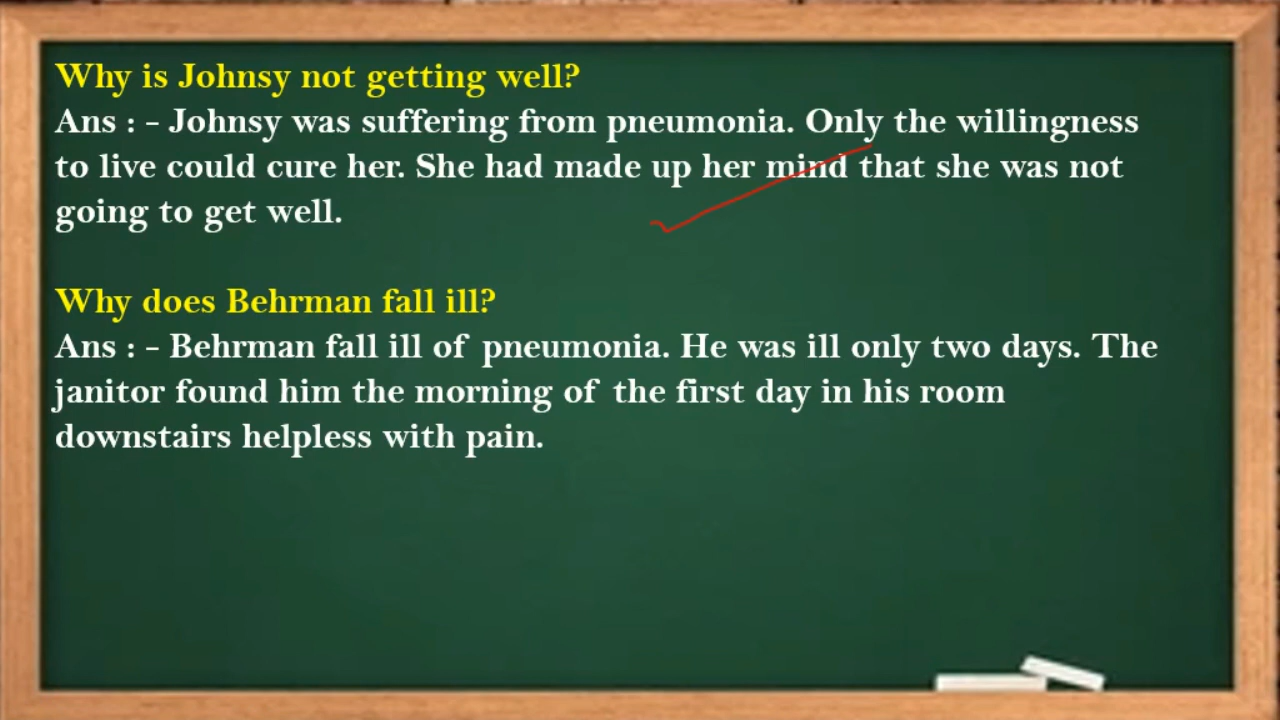 Why is Johnsy not getting well?
Ans : - Johnsy was suffering from pneumonia. Only the willingness
to live could cure her. She had made up her mind that she was not
going to get well.
Why does Behrman fall ill?
Ans : - Behrman fall ill of pneumonia. He was ill only two days. The
janitor found him the morning of the first day in his room
downstairs helpless with pain.